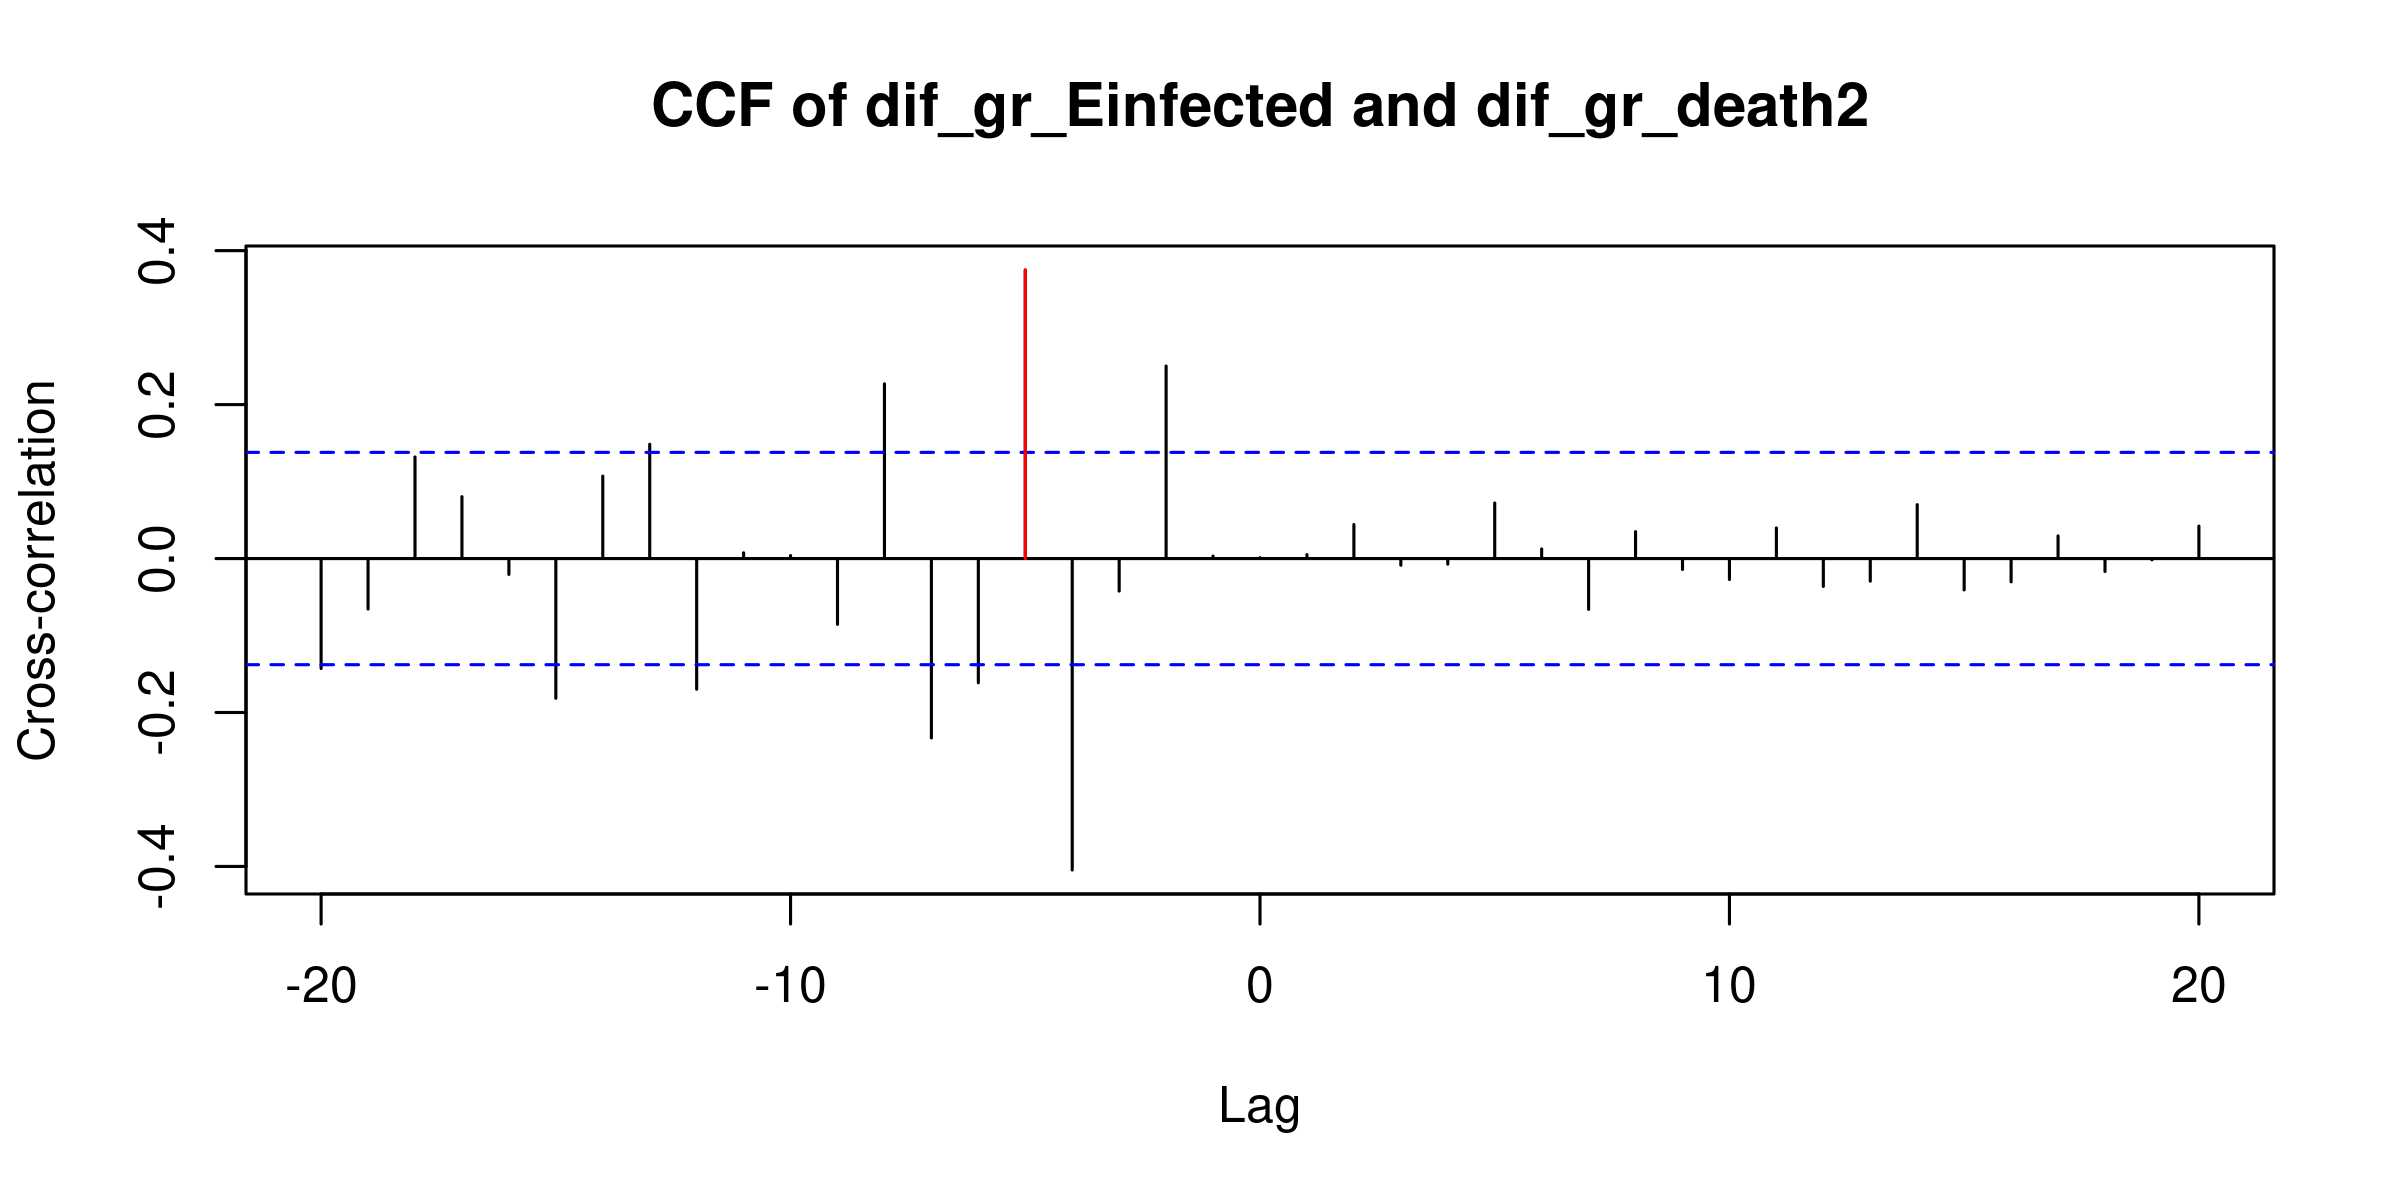 CCF of dif_gr_Einfected and dif_gr_death2
Cross-correlation
0.4
0.2
0.0
-0.2
-0.4
-20 -10 0 10 20
Lag